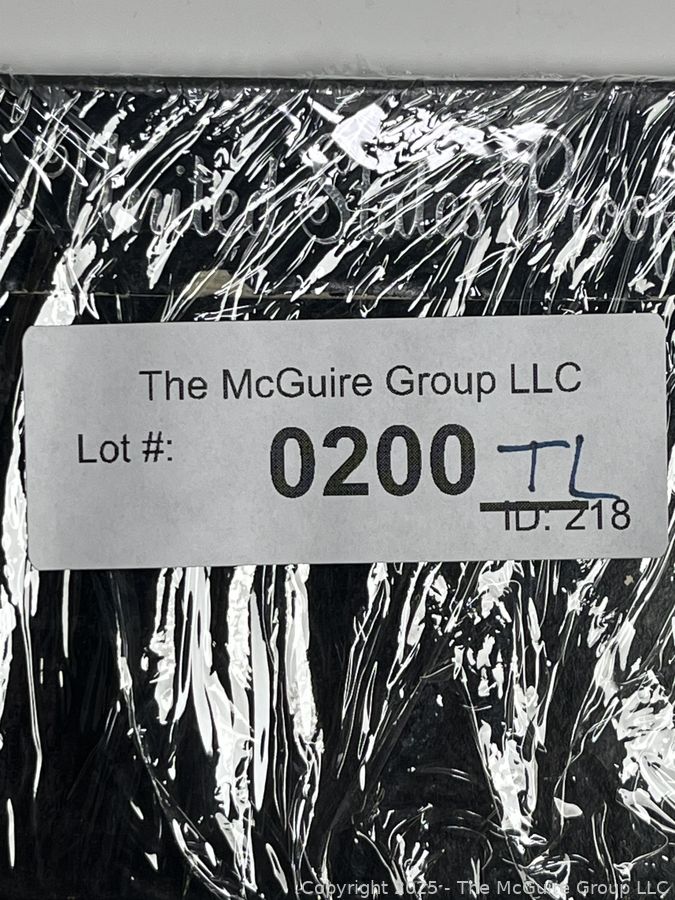 United States Proof
The McGuire Group LLC
Lot #: 0200 TL
ID: 218
Copyright 2025 - The McGuire Group LLC